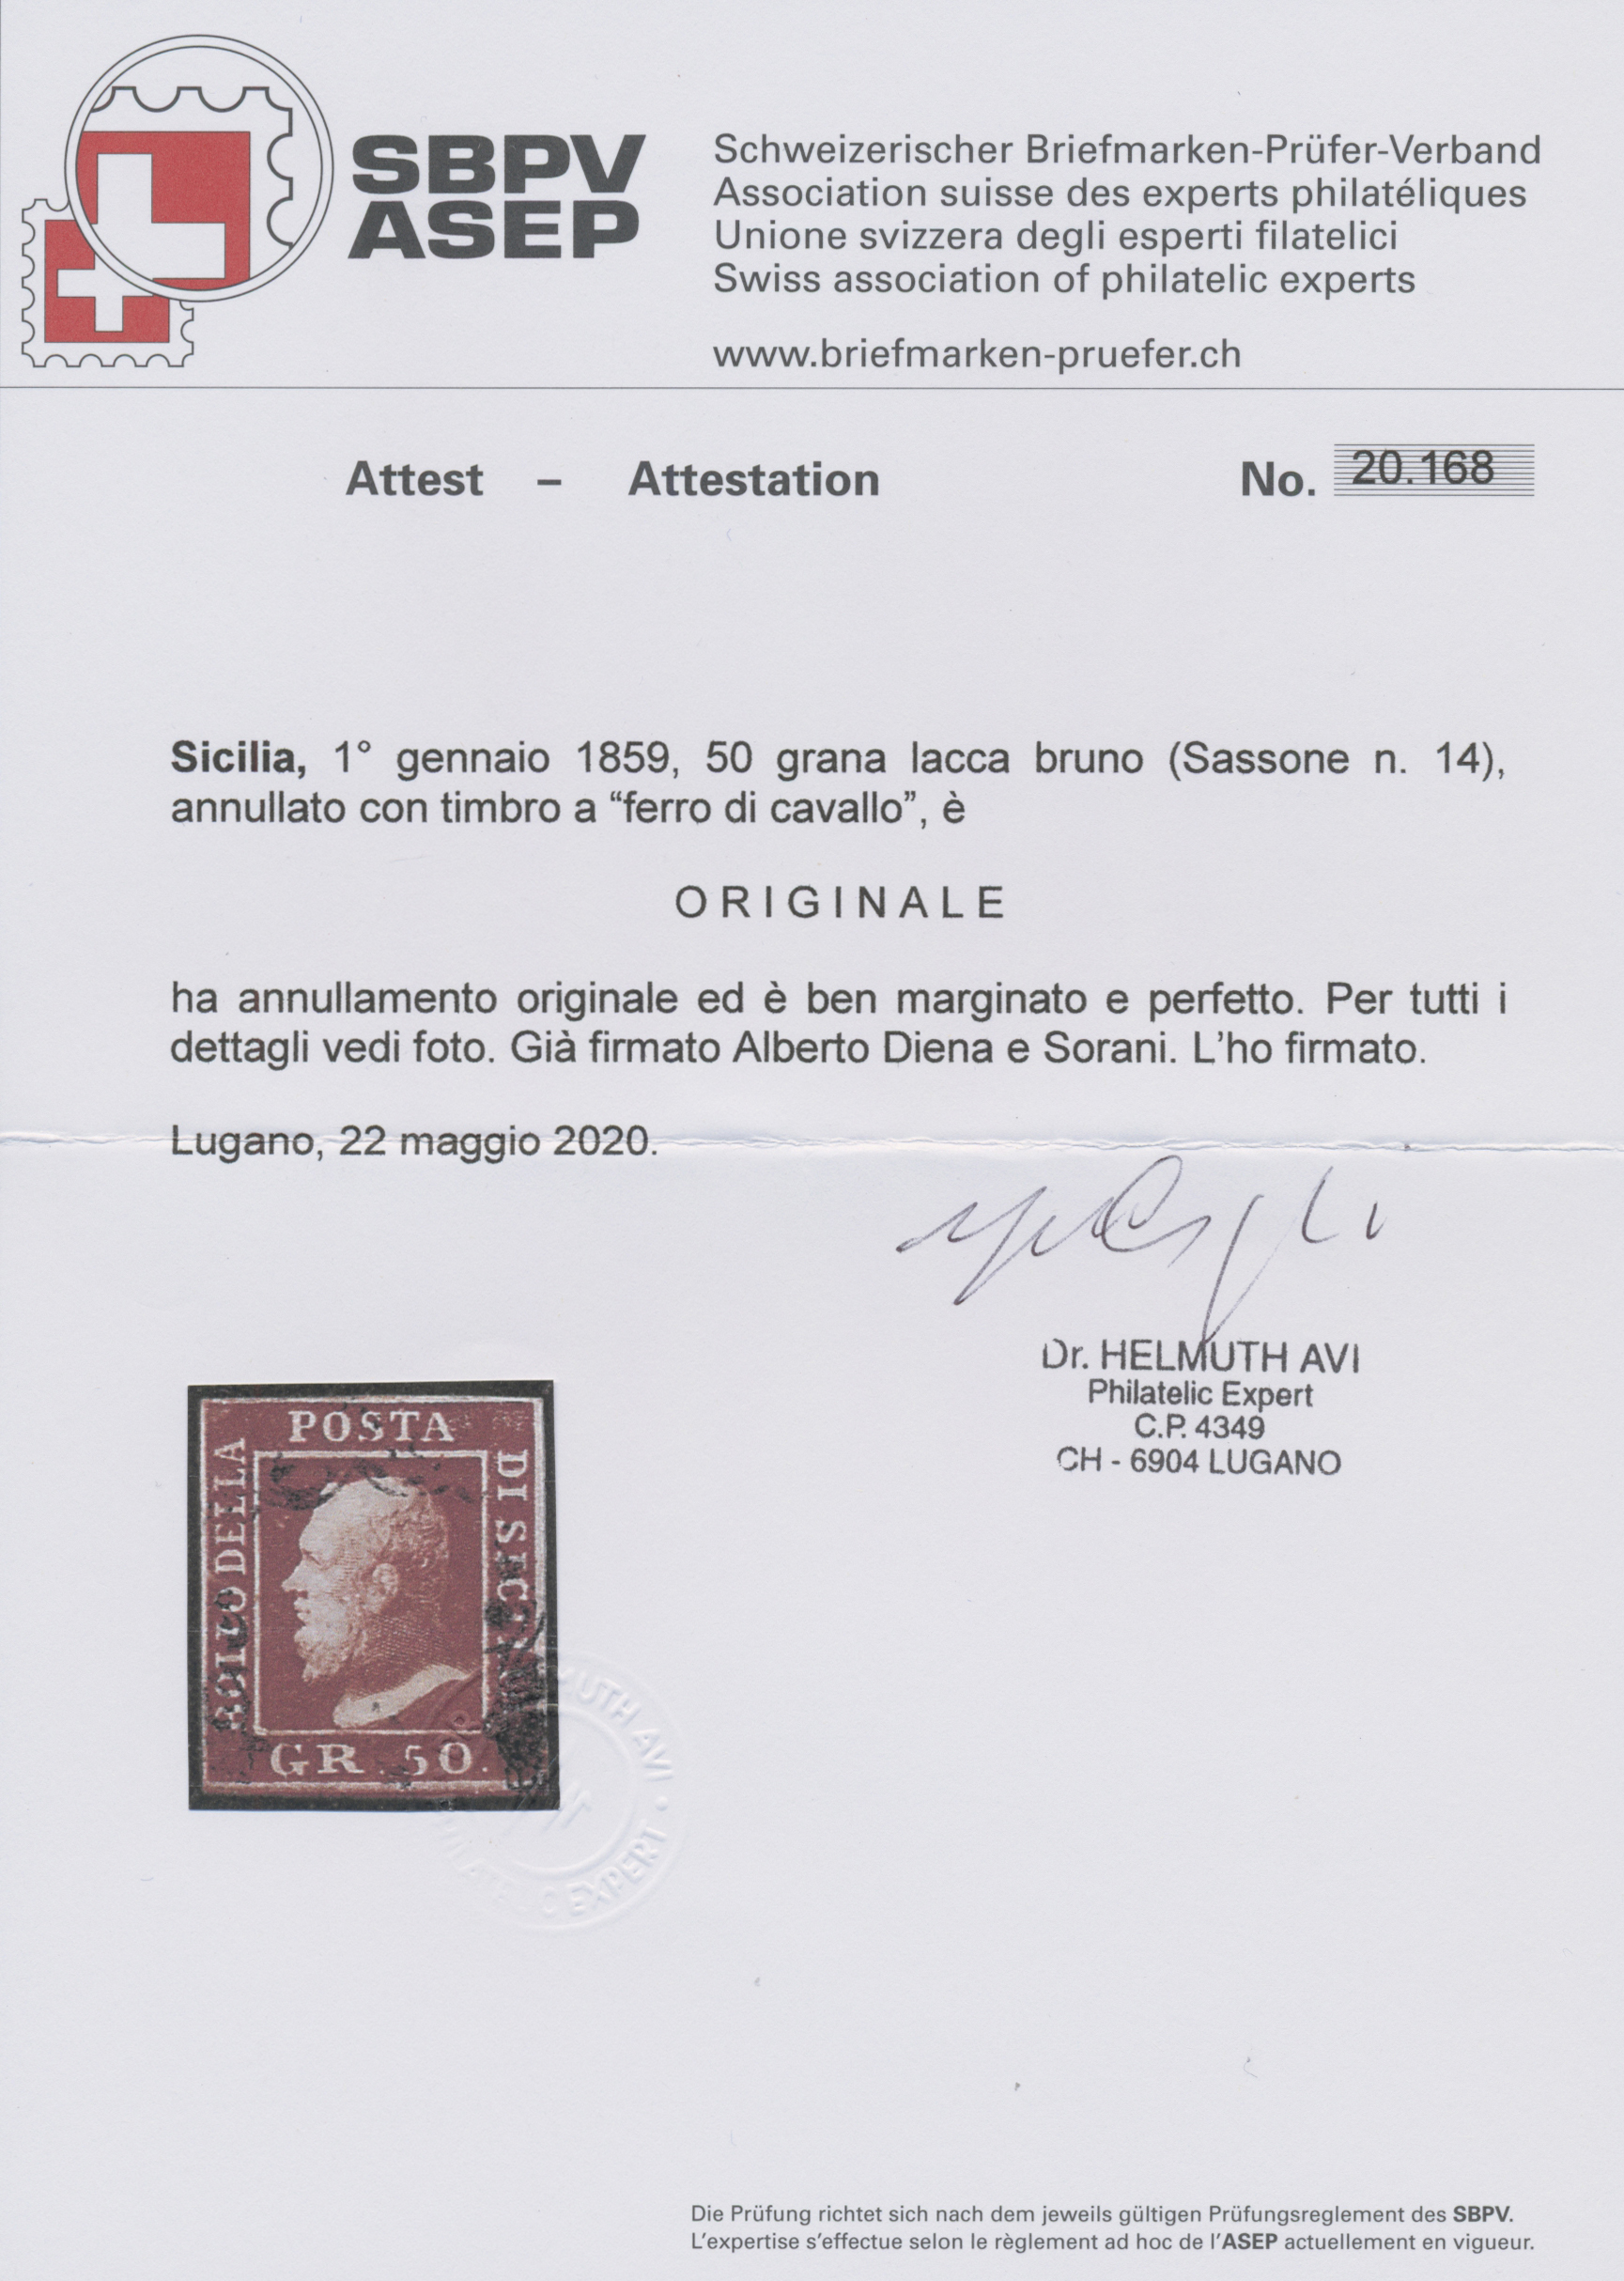 SBPV
ASEP
Schweizerischer Briefmarken-Prüfer-Verband
Association suisse des experts philatéliques
Unione svizzera degli esperti filatelici
Swiss association of philatelic experts
www.briefmarken-pruefer.ch
Attest – Attestation No. 20.168
Sicilia, 1° gennaio 1859, 50 grana lacca bruno (Sassone n. 14),
annullato con timbro a “ferro di cavallo”, è
ORIGINALE
ha annullamento originale ed è ben marginato e perfetto. Per tutti i
dettagli vedi foto. Già firmato Alberto Diena e Sorani. L’ho firmato.
Lugano, 22 maggio 2020.
Dr. HELMUTH AVI
Philatelic Expert
C.P. 4349
CH - 6904 LUGANO
POSTA
DELLA
DI
GR. 50.
MUTH AVI
EXPERT
Die Prüfung richtet sich nach dem jeweils gültigen Prüfungsreglement des SBPV.
L’expertise s’effectue selon le règlement ad hoc de l’ASEP actuellement en vigueur.